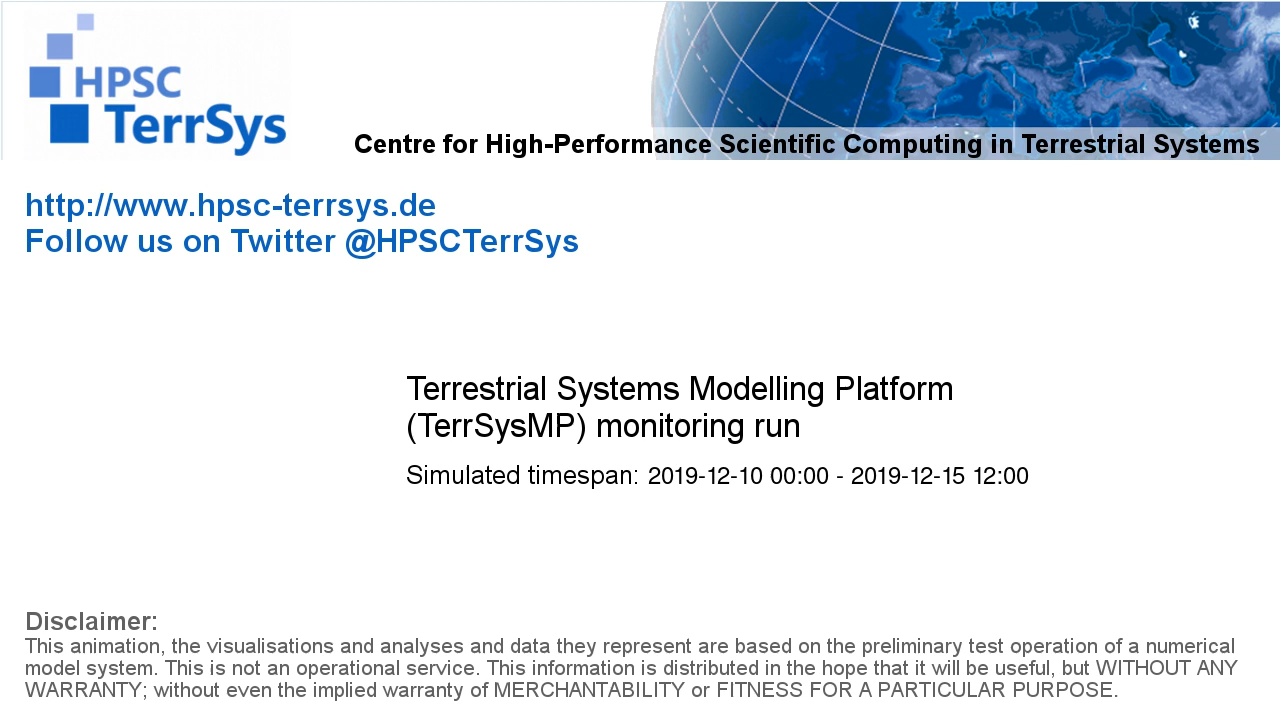 HPSC
TerrSys
Centre for High-Performance Scientific Computing in Terrestrial Systems
http://www.hpsc-terrsys.de
Follow us on Twitter @HPSCTerrSys
Terrestrial Systems Modelling Platform
(TerrSysMP) monitoring run
Simulated timespan: 2019-12-10 00:00 - 2019-12-15 12:00
Disclaimer:
This animation, the visualisations and analyses and data they represent are based on the preliminary test operation of a numerical
model system. This is not an operational service. This information is distributed in the hope that it will be useful, but WITHOUT ANY
WARRANTY; without even the implied warranty of MERCHANTABILITY or FITNESS FOR A PARTICULAR PURPOSE.